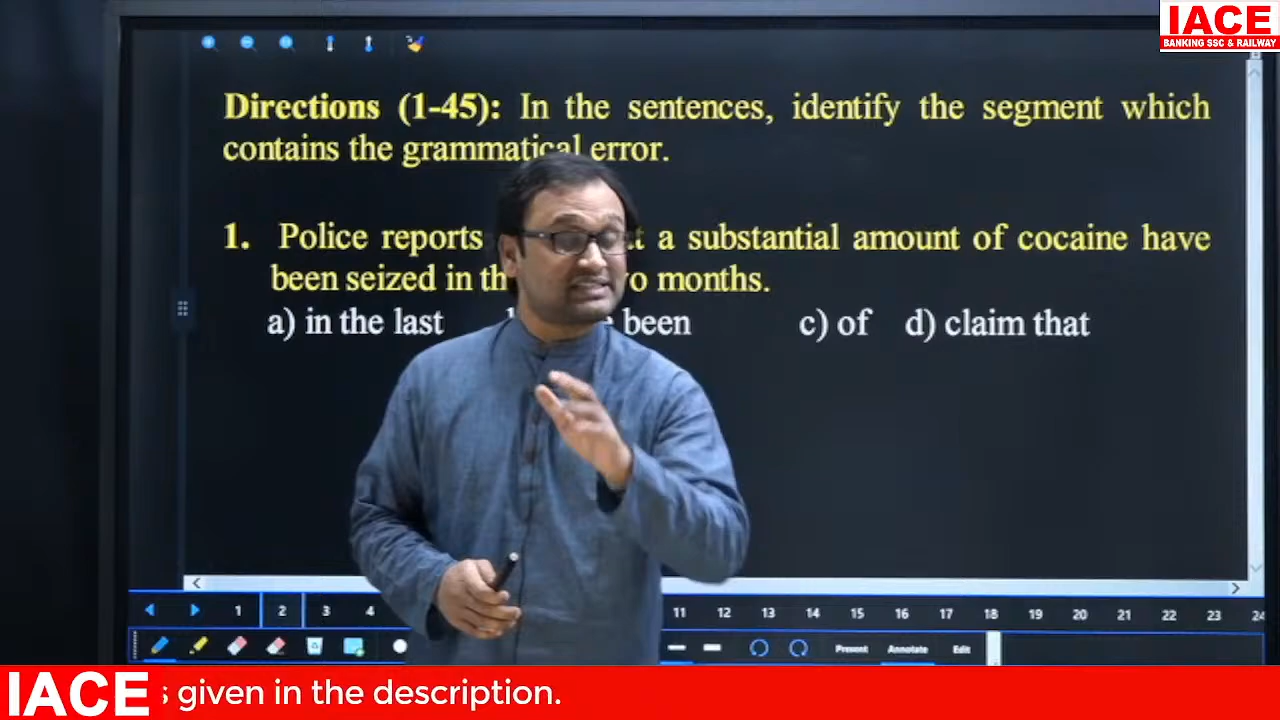 IACE
BANKING SSC & RAILWAY
Directions (1-45): In the sentences, identify the segment which
contains the grammatical error.
1. Police reports a substantial amount of cocaine have
been seized in months.
a) in the last been c) of d) claim that
1 2 3 4 11 12 13 14 15 16 17 18 19 20 21 22 23 24
Present Annotate Edit
IACE given in the description.